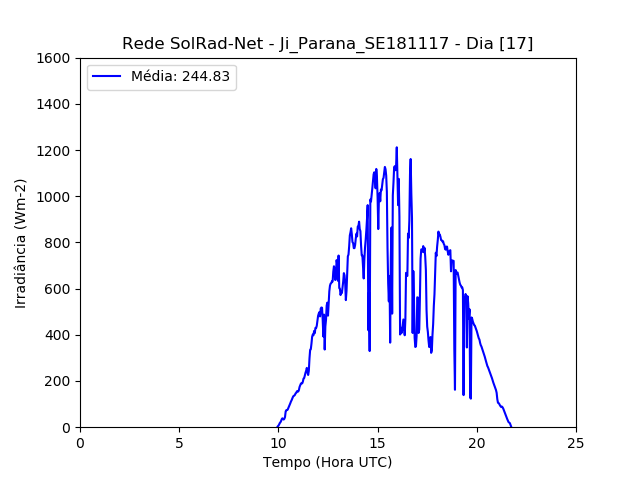 Rede SolRad-Net - Ji_Parana_SE181117 - Dia [17]
Média: 244.83
Irradiância (Wm-2)
1600
1400
1200
1000
800
600
400
200
0
0 5 10 15 20 25
Tempo (Hora UTC)